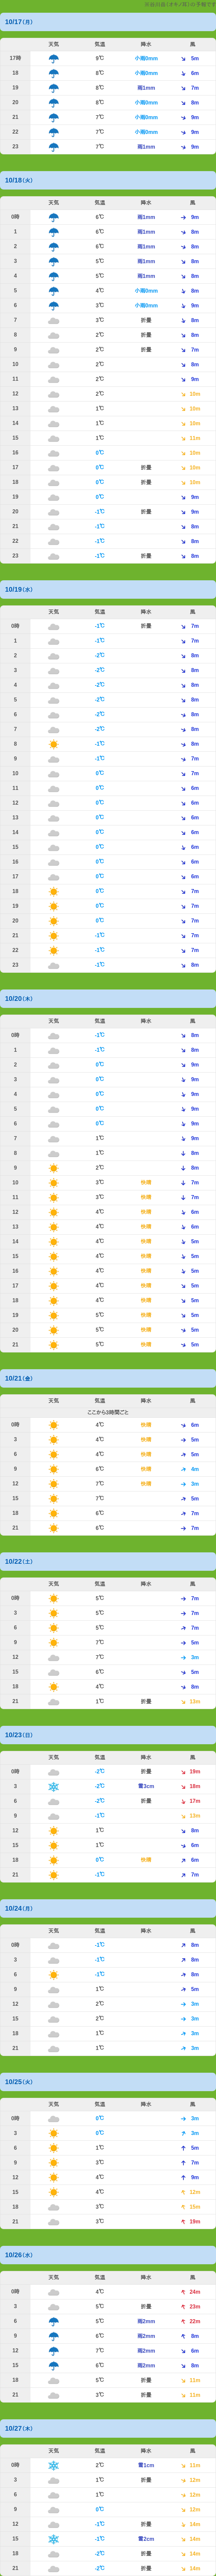 10/17(月)
天気 気温 降水 風
17時 9℃ 小雨0mm 5m
18 8℃ 小雨0mm 6m
19 8℃ 雨1mm 7m
20 8℃ 小雨0mm 8m
21 7℃ 小雨0mm 9m
22 7℃ 小雨0mm 9m
23 7℃ 雨1mm 9m
10/18(火)
天気 気温 降水 風
0時 6℃ 雨1mm 9m
1 6℃ 雨1mm 8m
2 6℃ 雨1mm 8m
3 5℃ 雨1mm 8m
4 5℃ 雨1mm 8m
5 4℃ 小雨0mm 8m
6 3℃ 小雨0mm 9m
7 3℃ 折曇 8m
8 2℃ 折曇 8m
9 2℃ 折曇 7m
10 2℃ 8m
11 2℃ 9m
12 2℃ 10m
13 1℃ 10m
14 1℃ 10m
15 1℃ 11m
16 0℃ 10m
17 0℃ 折曇 10m
18 0℃ 折曇 10m
19 0℃ 9m
20 -1℃ 折曇 9m
21 -1℃ 8m
22 -1℃ 8m
23 -1℃ 折曇 8m
10/19(水)
天気 気温 降水 風
0時 -1℃ 折曇 7m
1 -1℃ 7m
2 -2℃ 8m
3 -2℃ 8m
4 -2℃ 8m
5 -2℃ 8m
6 -2℃ 8m
7 -2℃ 8m
8 -1℃ 8m
9 -1℃ 7m
10 0℃ 7m
11 0℃ 6m
12 0℃ 6m
13 0℃ 6m
14 0℃ 6m
15 0℃ 6m
16 0℃ 6m
17 0℃ 6m
18 0℃ 7m
19 0℃ 7m
20 0℃ 7m
21 -1℃ 7m
22 -1℃ 7m
23 -1℃ 8m
10/20(木)
天気 気温 降水 風
0時 -1℃ 8m
1 -1℃ 8m
2 0℃ 9m
3 0℃ 9m
4 0℃ 9m
5 0℃ 9m
6 0℃ 9m
7 1℃ 9m
8 1℃ 8m
9 2℃ 8m
10 3℃ 快晴 7m
11 3℃ 快晴 7m
12 4℃ 快晴 6m
13 4℃ 快晴 6m
14 4℃ 快晴 5m
15 4℃ 快晴 5m
16 4℃ 快晴 5m
17 4℃ 快晴 5m
18 4℃ 快晴 5m
19 5℃ 快晴 5m
20 5℃ 快晴 5m
21 5℃ 快晴 5m
10/21(金)
天気 気温 降水 風
ここから3時間ごと
0時 4℃ 快晴 6m
3 4℃ 快晴 5m
6 4℃ 快晴 5m
9 6℃ 快晴 4m
12 7℃ 快晴 3m
15 7℃ 5m
18 6℃ 7m
21 6℃ 7m
10/22(土)
天気 気温 降水 風
0時 5℃ 7m
3 5℃ 7m
6 5℃ 7m
9 7℃ 5m
12 7℃ 3m
15 6℃ 5m
18 4℃ 8m
21 1℃ 折曇 13m
10/23(日)
天気 気温 降水 風
0時 -2℃ 折曇 19m
3 -2℃ 雪3cm 18m
6 -2℃ 折曇 17m
9 -1℃ 13m
12 1℃ 8m
15 1℃ 6m
18 0℃ 快晴 6m
21 -1℃ 7m
10/24(月)
天気 気温 降水 風
0時 -1℃ 8m
3 -1℃ 8m
6 -1℃ 8m
9 1℃ 5m
12 2℃ 3m
15 2℃ 3m
18 1℃ 3m
21 1℃ 3m
10/25(火)
天気 気温 降水 風
0時 0℃ 3m
3 0℃ 3m
6 1℃ 5m
9 3℃ 7m
12 4℃ 9m
15 4℃ 12m
18 3℃ 15m
21 3℃ 19m
10/26(水)
天気 気温 降水 風
0時 4℃ 24m
3 5℃ 折曇 23m
6 5℃ 雨2mm 22m
9 6℃ 雨2mm 8m
12 7℃ 雨2mm 6m
15 6℃ 雨2mm 8m
18 5℃ 折曇 11m
21 3℃ 折曇 11m
10/27(木)
天気 気温 降水 風
0時 2℃ 雪1cm 11m
3 1℃ 折曇 12m
6 1℃ 12m
9 0℃ 12m
12 -1℃ 折曇 14m
15 -1℃ 雪2cm 14m
18 -2℃ 折曇 14m
21 -2℃ 折曇 14m